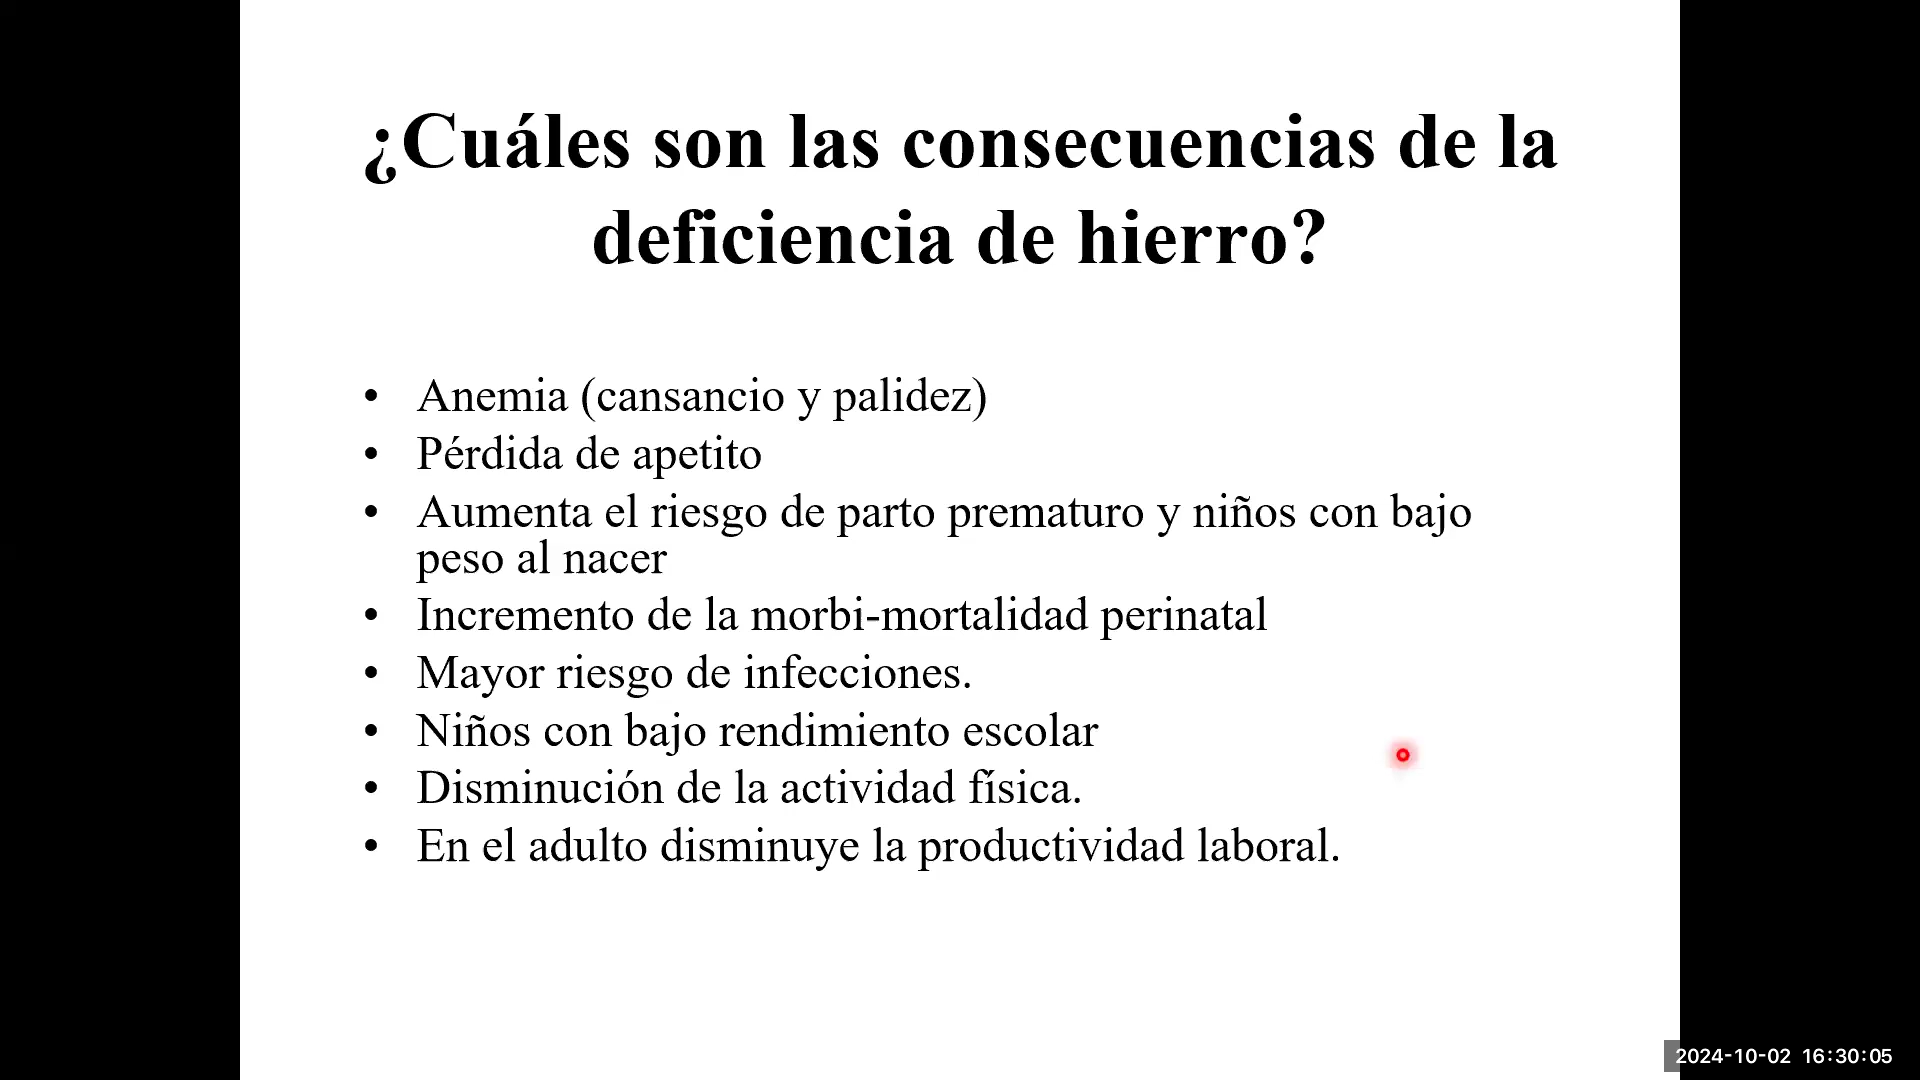 ¿Cuáles son las consecuencias de la
deficiencia de hierro?
• Anemia (cansancio y palidez)
• Pérdida de apetito
• Aumenta el riesgo de parto prematuro y niños con bajo
peso al nacer
• Incremento de la morbi-mortalidad perinatal
• Mayor riesgo de infecciones.
• Niños con bajo rendimiento escolar
• Disminución de la actividad física.
• En el adulto disminuye la productividad laboral.
2024-10-02 16:30:05